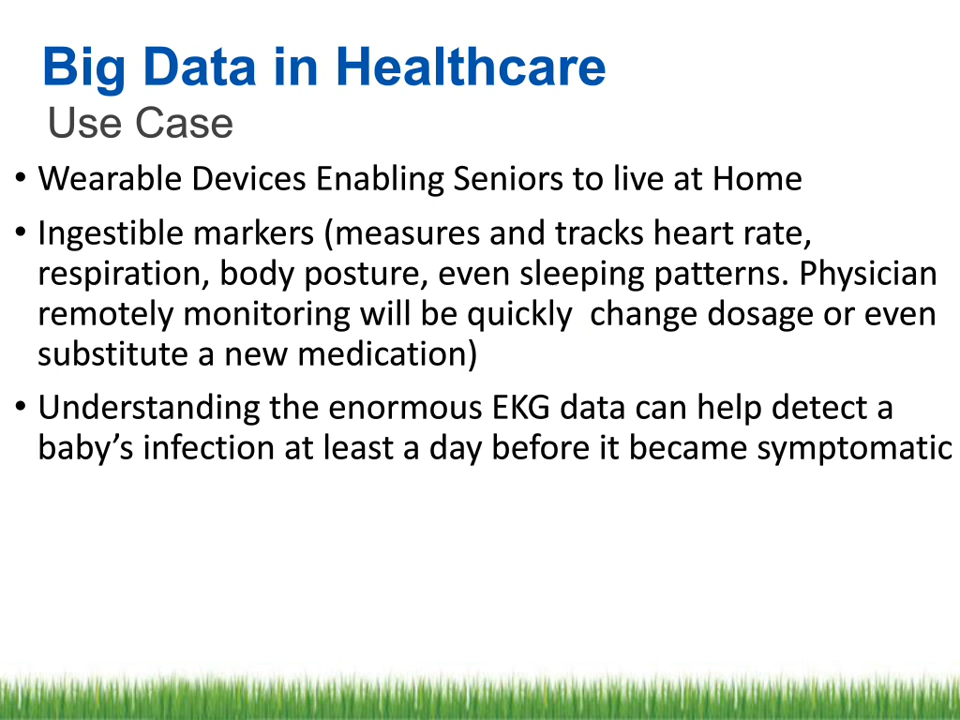 Big Data in Healthcare
Use Case
• Wearable Devices Enabling Seniors to live at Home
• Ingestible markers (measures and tracks heart rate,
respiration, body posture, even sleeping patterns. Physician
remotely monitoring will be quickly  change dosage or even
substitute a new medication)
• Understanding the enormous EKG data can help detect a
baby’s infection at least a day before it became symptomatic